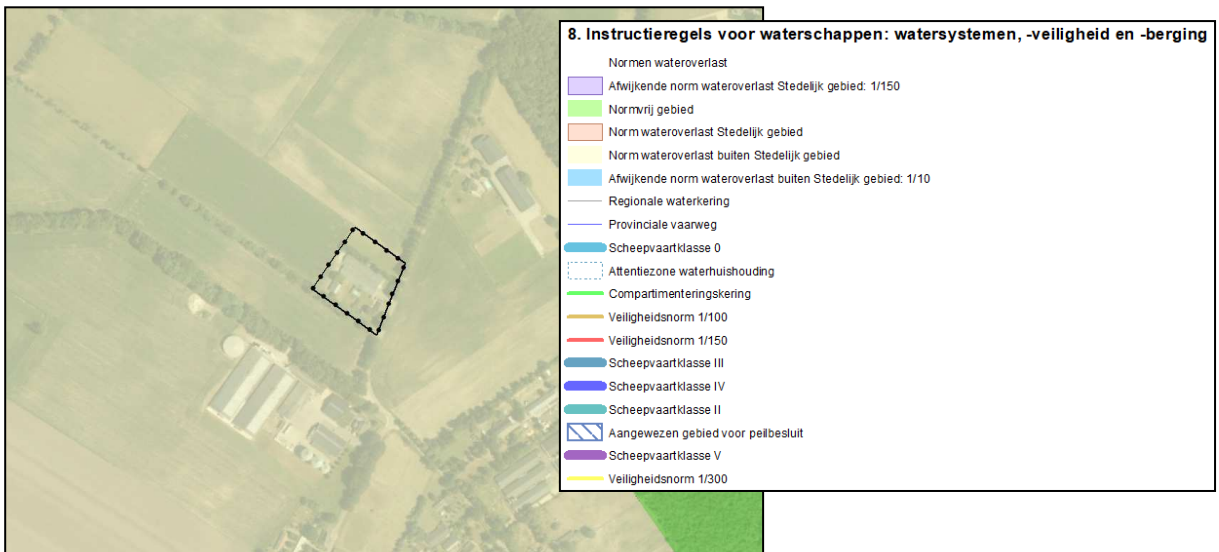 8. Instructieregels voor waterschappen: watersystemen, -veiligheid en -berging
Normen wateroverlast
Afwijkende norm wateroverlast Stedelijk gebied: 1/150
Normvrij gebied
Norm wateroverlast Stedelijk gebied
Norm wateroverlast buiten Stedelijk gebied
Afwijkende norm wateroverlast buiten Stedelijk gebied: 1/10
Regionale waterkering
Provinciale vaarweg
Scheepvaartklasse 0
Attentiezone waterhuishouding
Compartimenteringskering
Veiligheidsnorm 1/100
Veiligheidsnorm 1/150
Scheepvaartklasse III
Scheepvaartklasse IV
Scheepvaartklasse II
Aangewezen gebied voor peilbesluit
Scheepvaartklasse V
Veiligheidsnorm 1/300